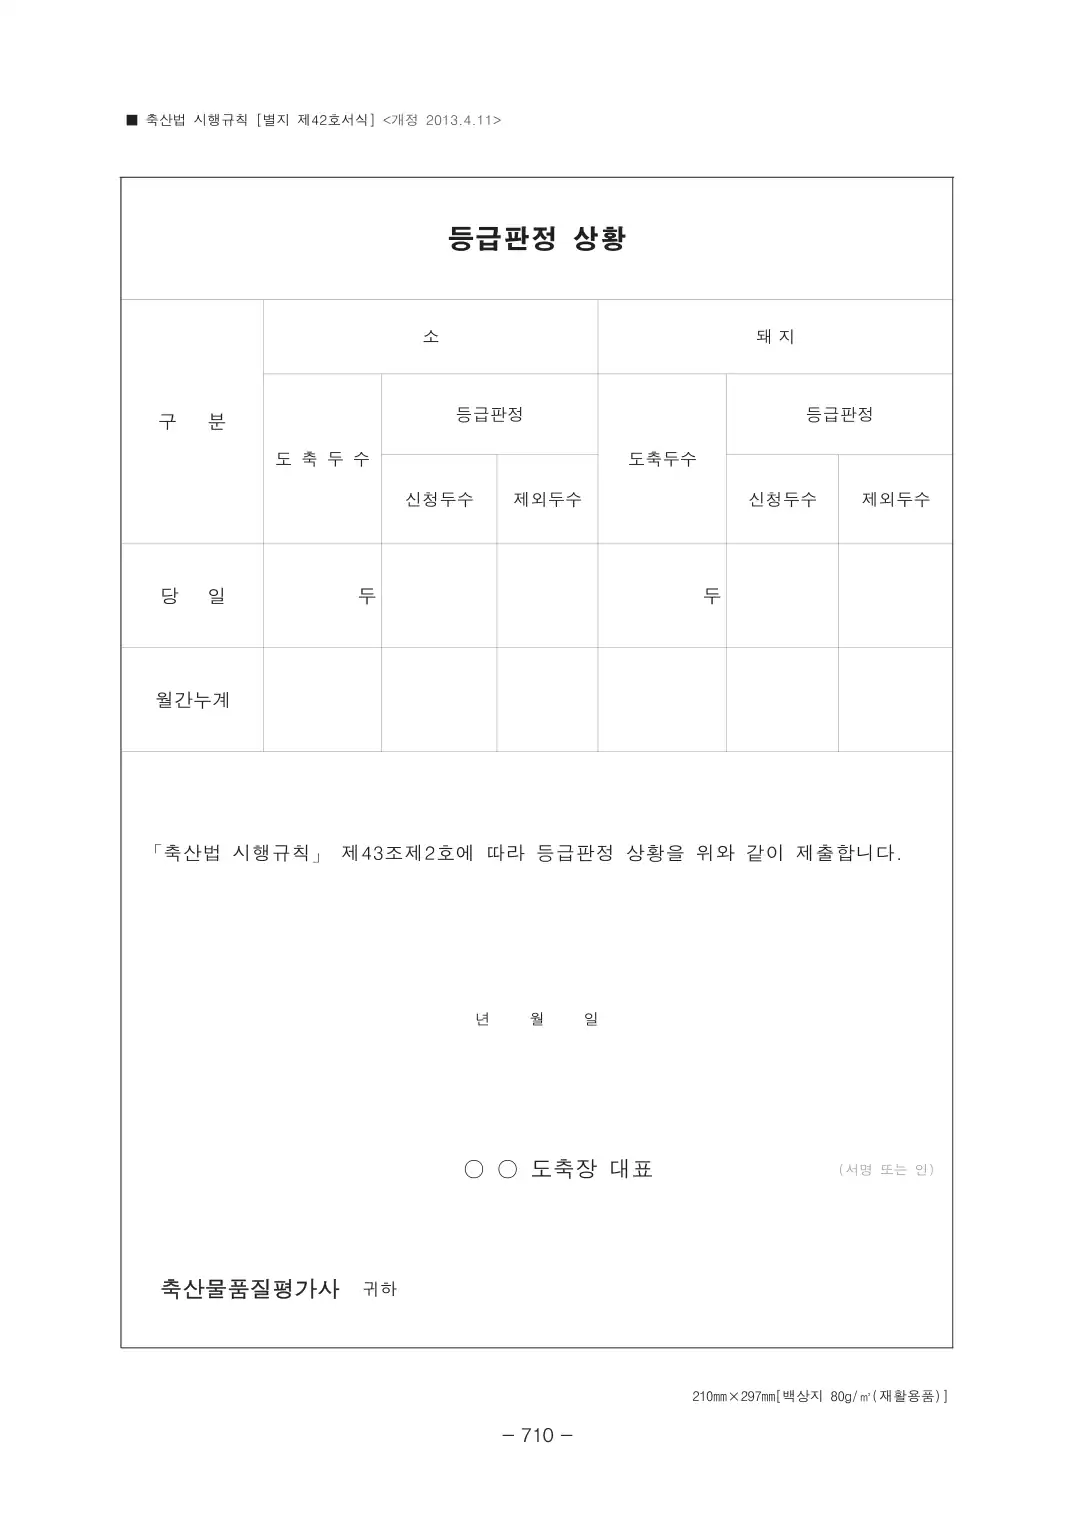 ■ 축산법 시행규칙 [별지 제42호서식] <개정 2013.4.11>
등급판정 상황
구 분
소
돼 지
도 축 두 수
등급판정
도축두수
등급판정
신청두수
제외두수
신청두수
제외두수
당 일
두
두
월간누계
「축산법 시행규칙」 제43조제2호에 따라 등급판정 상황을 위와 같이 제출합니다.
년 월 일
○ ○ 도축장 대표 (서명 또는 인)
축산물품질평가사 귀하
210㎜×297㎜[백상지 80g/㎡(재활용품)]
- 710 -